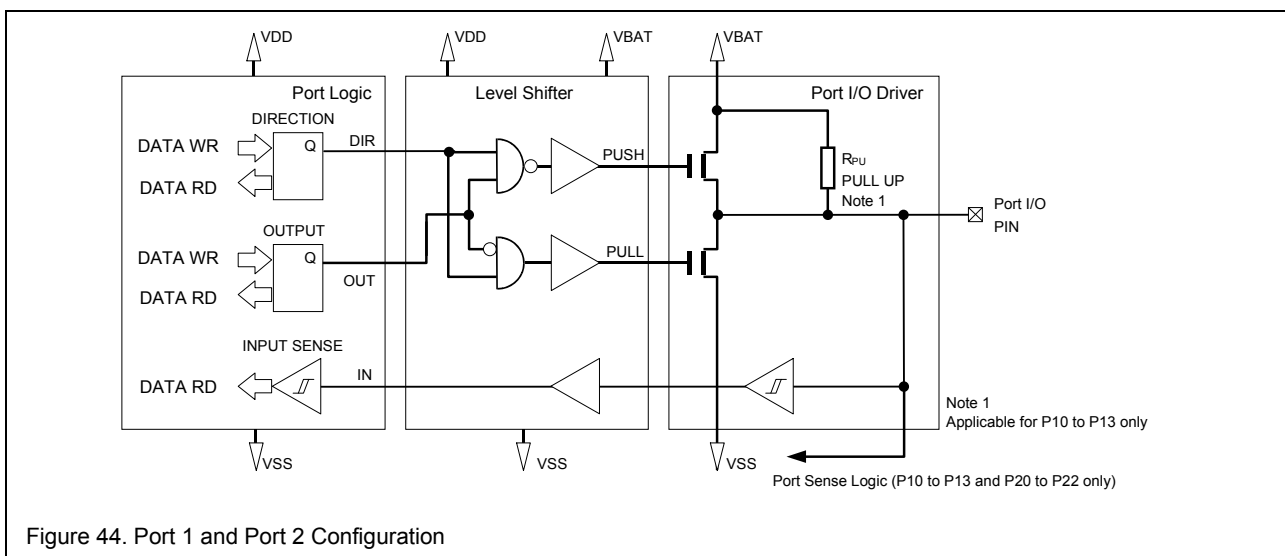 VDD
VDD
VBAT
VBAT
Port Logic
Level Shifter
Port I/O Driver
DIRECTION
DATA WR
Q
DIR
DATA RD
PUSH
RPU
PULL UP
Note 1
Port I/O
PIN
OUTPUT
DATA WR
Q
PULL
OUT
DATA RD
INPUT SENSE
DATA RD
IN
Note 1
Applicable for P10 to P13 only
VSS
VSS
VSS
Port Sense Logic (P10 to P13 and P20 to P22 only)
Figure 44. Port 1 and Port 2 Configuration